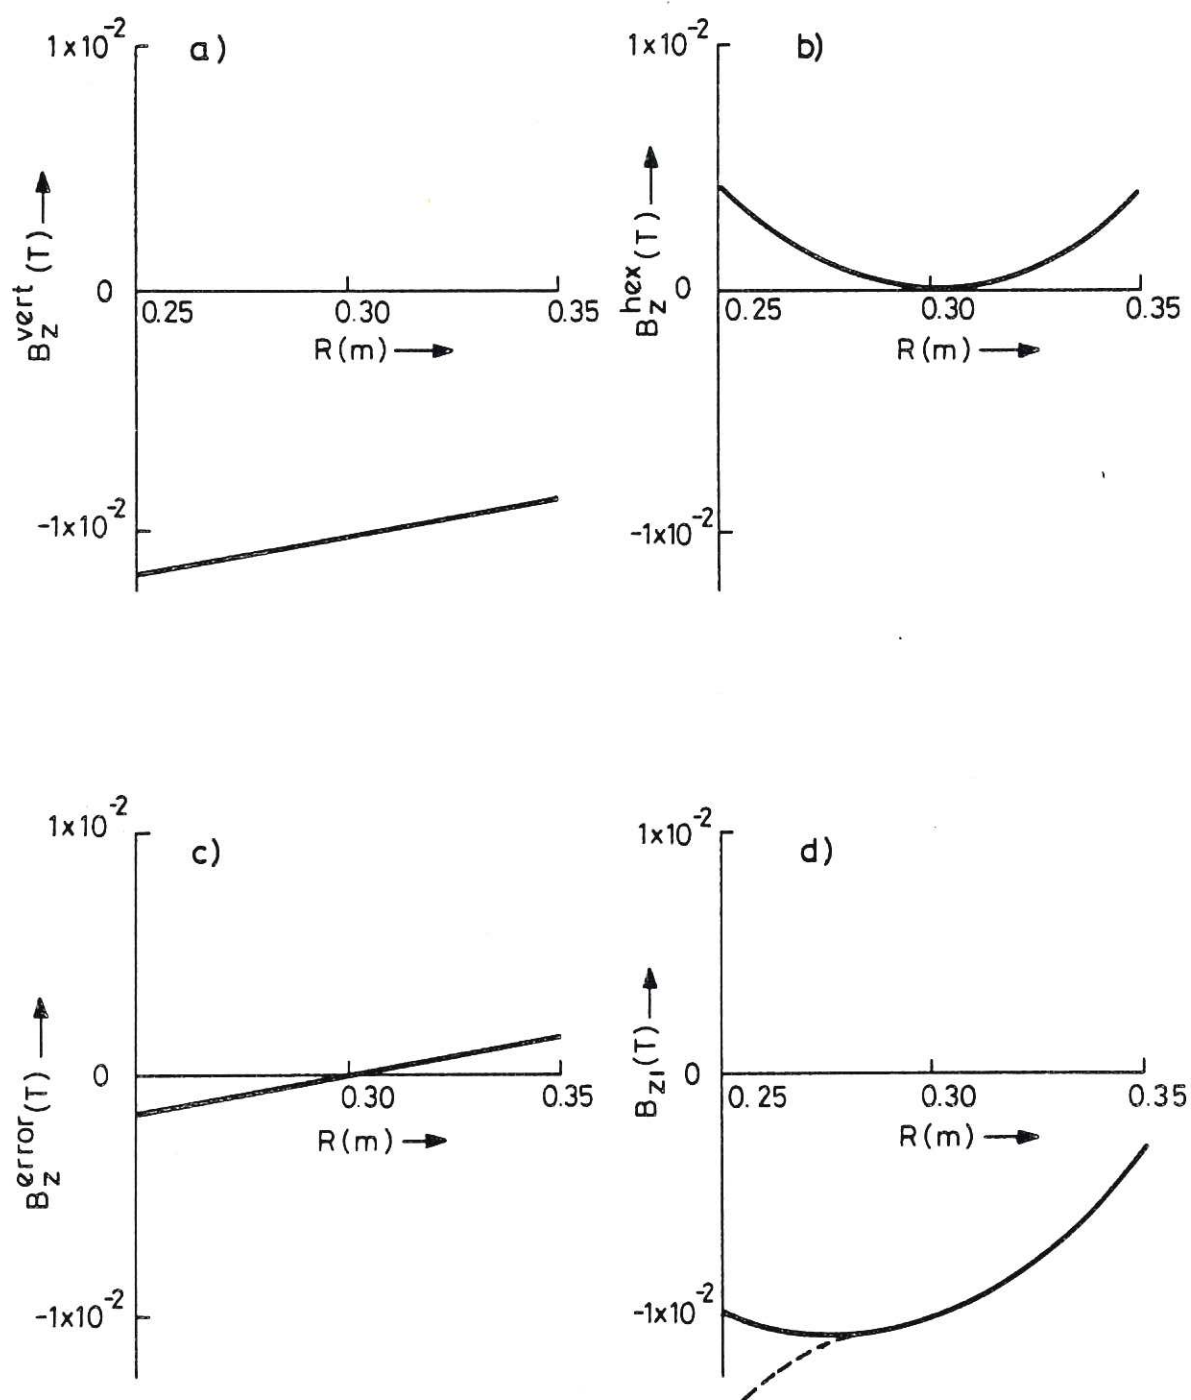 a)
1x10^-2
0
-1x10^-2
B_z^vert (T)
0.25 0.30 0.35
R(m)
b)
1x10^-2
0
-1x10^-2
B_z^hex (T)
0.25 0.30 0.35
R(m)
c)
1x10^-2
0
-1x10^-2
B_z^error (T)
0.30 0.35
R(m)
d)
1x10^-2
0
-1x10^-2
B_z1 (T)
0.25 0.30 0.35
R(m)